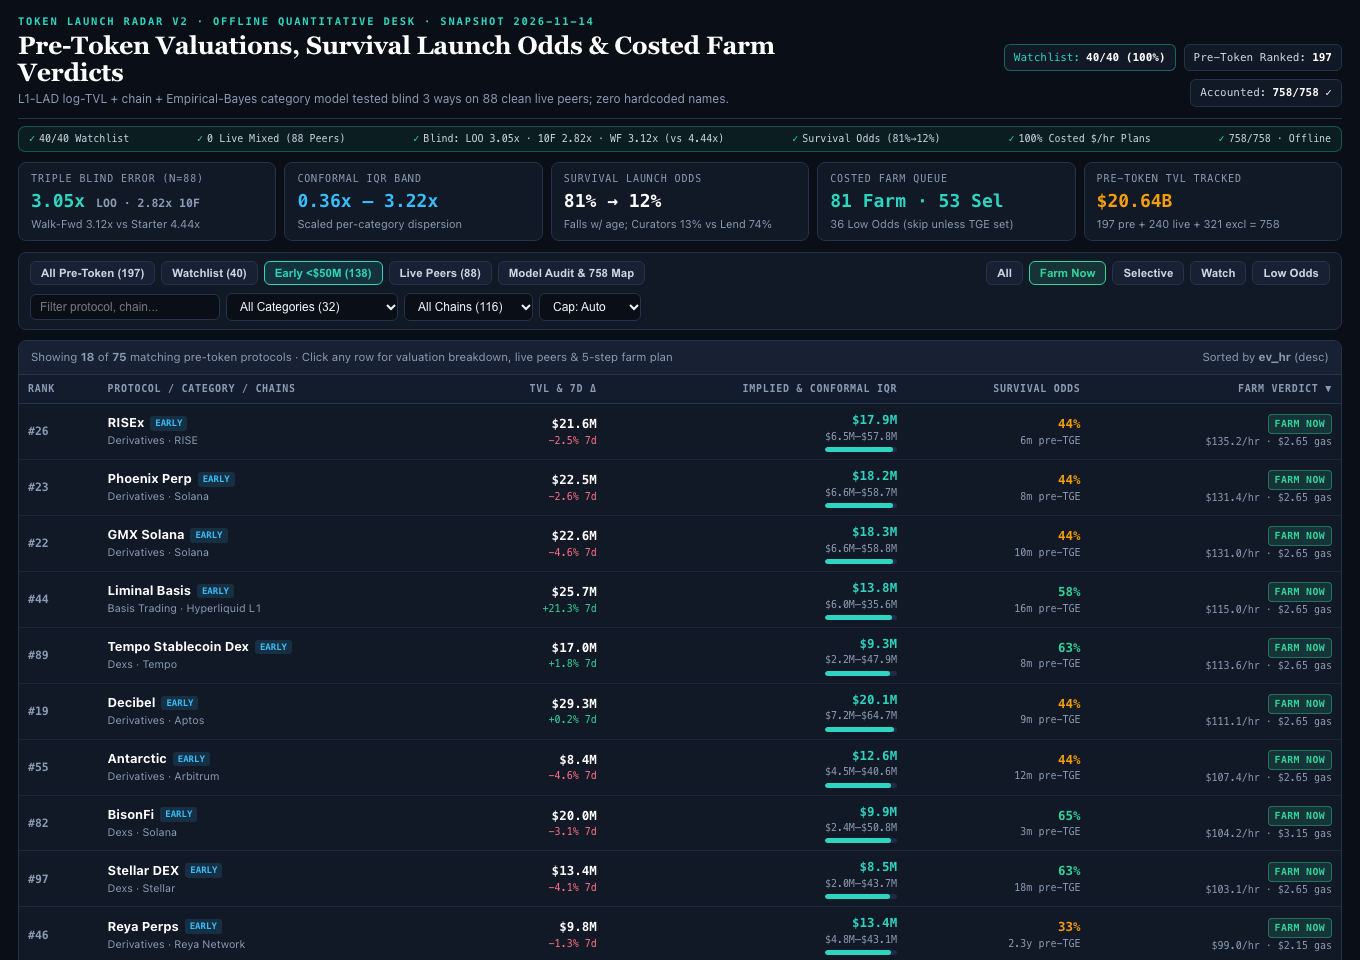 TOKEN LAUNCH RADAR V2 · OFFLINE QUANTITATIVE DESK · SNAPSHOT 2026-11-14
Pre-Token Valuations, Survival Launch Odds & Costed Farm
Verdicts
L1-LAD log-TVL + chain + Empirical-Bayes category model tested blind 3 ways on 88 clean live peers; zero hardcoded names.
Watchlist: 40/40 (100%)
Pre-Token Ranked: 197
Accounted: 758/758 ✓
✓ 40/40 Watchlist
✓ 0 Live Mixed (88 Peers)
✓ Blind: LOO 3.05x · 10F 2.82x · WF 3.12x (vs 4.44x)
✓ Survival Odds (81%→12%)
✓ 100% Costed $/hr Plans
✓ 758/758 · Offline
TRIPLE BLIND ERROR (N=88)
3.05x LOO · 2.82x 10F
Walk-Fwd 3.12x vs Starter 4.44x
CONFORMAL IQR BAND
0.36x — 3.22x
Scaled per-category dispersion
SURVIVAL LAUNCH ODDS
81% → 12%
Falls w/ age; Curators 13% vs Lend 74%
COSTED FARM QUEUE
81 Farm · 53 Sel
36 Low Odds (skip unless TGE set)
PRE-TOKEN TVL TRACKED
$20.64B
197 pre + 240 live + 321 excl = 758
All Pre-Token (197)
Watchlist (40)
Early <$50M (138)
Live Peers (88)
Model Audit & 758 Map
All
Farm Now
Selective
Watch
Low Odds
Filter protocol, chain...
All Categories (32)
All Chains (116)
Cap: Auto
Showing 18 of 75 matching pre-token protocols · Click any row for valuation breakdown, live peers & 5-step farm plan
Sorted by ev_hr (desc)
RANK PROTOCOL / CATEGORY / CHAINS TVL & 7D Δ IMPLIED & CONFORMAL IQR SURVIVAL ODDS FARM VERDICT ▼
#26 RISEx EARLY $21.6M $17.9M 44% FARM NOW
Derivatives · RISE −2.5% 7d $6.5M—$57.8M 6m pre-TGE $135.2/hr · $2.65 gas
#23 Phoenix Perp EARLY $22.5M $18.2M 44% FARM NOW
Derivatives · Solana −2.6% 7d $6.6M—$58.7M 8m pre-TGE $131.4/hr · $2.65 gas
#22 GMX Solana EARLY $22.6M $18.3M 44% FARM NOW
Derivatives · Solana −4.6% 7d $6.6M—$58.8M 10m pre-TGE $131.0/hr · $2.65 gas
#44 Liminal Basis EARLY $25.7M $13.8M 58% FARM NOW
Basis Trading · Hyperliquid L1 +21.3% 7d $6.0M—$35.6M 16m pre-TGE $115.0/hr · $2.65 gas
#89 Tempo Stablecoin Dex EARLY $17.0M $9.3M 63% FARM NOW
Dexs · Tempo +1.8% 7d $2.2M—$47.9M 8m pre-TGE $113.6/hr · $2.65 gas
#19 Decibel EARLY $29.3M $20.1M 44% FARM NOW
Derivatives · Aptos +0.2% 7d $7.2M—$64.7M 9m pre-TGE $111.1/hr · $2.65 gas
#55 Antarctic EARLY $8.4M $12.6M 44% FARM NOW
Derivatives · Arbitrum −4.6% 7d $4.5M—$40.6M 12m pre-TGE $107.4/hr · $2.65 gas
#82 BisonFi EARLY $20.0M $9.9M 65% FARM NOW
Dexs · Solana −3.1% 7d $2.4M—$50.8M 3m pre-TGE $104.2/hr · $3.15 gas
#97 Stellar DEX EARLY $13.4M $8.5M 63% FARM NOW
Dexs · Stellar −4.1% 7d $2.0M—$43.7M 18m pre-TGE $103.1/hr · $2.65 gas
#46 Reya Perps EARLY $9.8M $13.4M 33% FARM NOW
Derivatives · Reya Network −1.3% 7d $4.8M—$43.1M 2.3y pre-TGE $99.0/hr · $2.15 gas